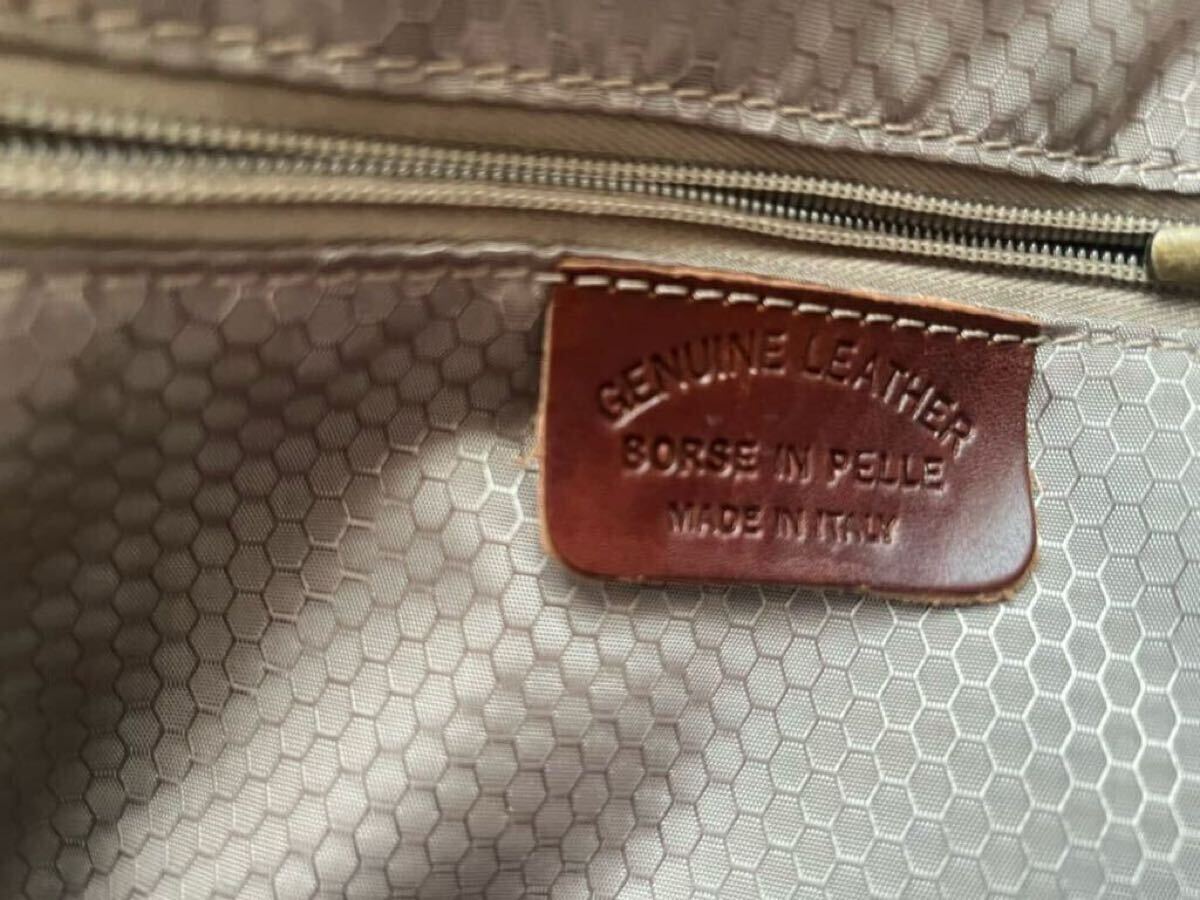 GENUINE LEATHER
BORSE IN PELLE
MADE IN ITALY